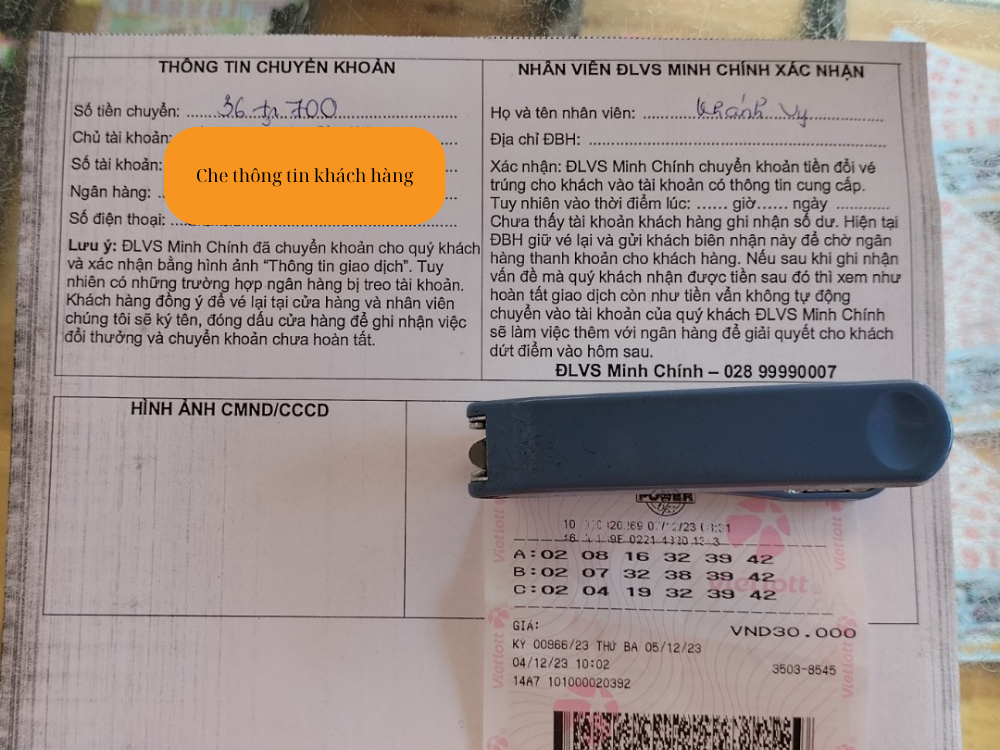 THÔNG TIN CHUYỂN KHOẢN
Số tiền chuyển: 36 tr 700
Chủ tài khoản:
Số tài khoản:
Ngân hàng:
Số điện thoại:
Che thông tin khách hàng
Lưu ý: ĐLVS Minh Chính đã chuyển khoản cho quý khách
và xác nhận bằng hình ảnh “Thông tin giao dịch”. Tuy
nhiên có những trường hợp ngân hàng bị treo tài khoản.
Khách hàng đồng ý để vé lại tại cửa hàng và nhân viên
chúng tôi sẽ ký tên, đóng dấu cửa hàng để ghi nhận việc
đổi thưởng và chuyển khoản chưa hoàn tất.
NHÂN VIÊN ĐLVS MINH CHÍNH XÁC NHẬN
Họ và tên nhân viên: Khánh Vy
Địa chỉ ĐBH:
Xác nhận: ĐLVS Minh Chính chuyển khoản tiền đổi vé
trúng cho khách vào tài khoản có thông tin cung cấp.
Tuy nhiên vào thời điểm lúc: ...... giờ...... ngày ...........
Chưa thấy tài khoản khách hàng ghi nhận số dư. Hiện tại
ĐBH giữ vé lại và gửi khách biên nhận này để chờ ngân
hàng thanh khoản cho khách hàng. Nếu sau khi ghi nhận
vấn đề mà quý khách nhận được tiền sau đó thì xem như
hoàn tất giao dịch còn như tiền vẫn không tự động
chuyển vào tài khoản của quý khách ĐLVS Minh Chính
sẽ làm việc thêm với ngân hàng để giải quyết cho khách
dứt điểm vào hôm sau.
ĐLVS Minh Chính – 028 99990007
HÌNH ẢNH CMND/CCCD
POWER
A:02 08 16 32 39 42
B:02 07 32 38 39 42
C:02 04 19 32 39 42
Vietlott
GIÁ: VND30.000
KỲ 00966/23 THỨ BA 05/12/23
04/12/23 10:02 3503-8545
14A7 101000020392